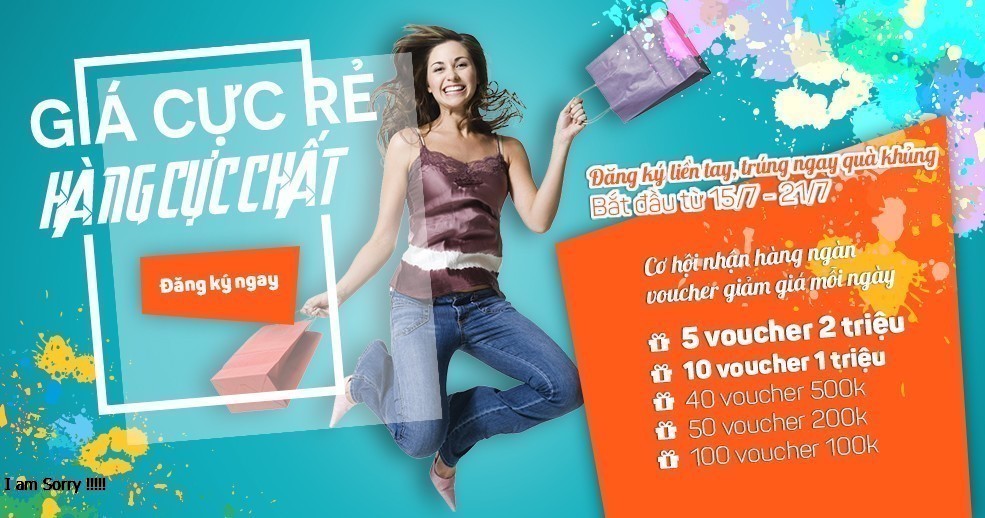 GIÁ CỰC RẺ
HÀNG CỰC CHẤT
Đăng ký ngay
Đăng ký liền tay, trúng ngay quà khủng
Bắt đầu từ 15/7 - 21/7
Cơ hội nhận hàng ngàn
voucher giảm giá mỗi ngày
5 voucher 2 triệu
10 voucher 1 triệu
40 voucher 500k
50 voucher 200k
100 voucher 100k
I am Sorry !!!!!